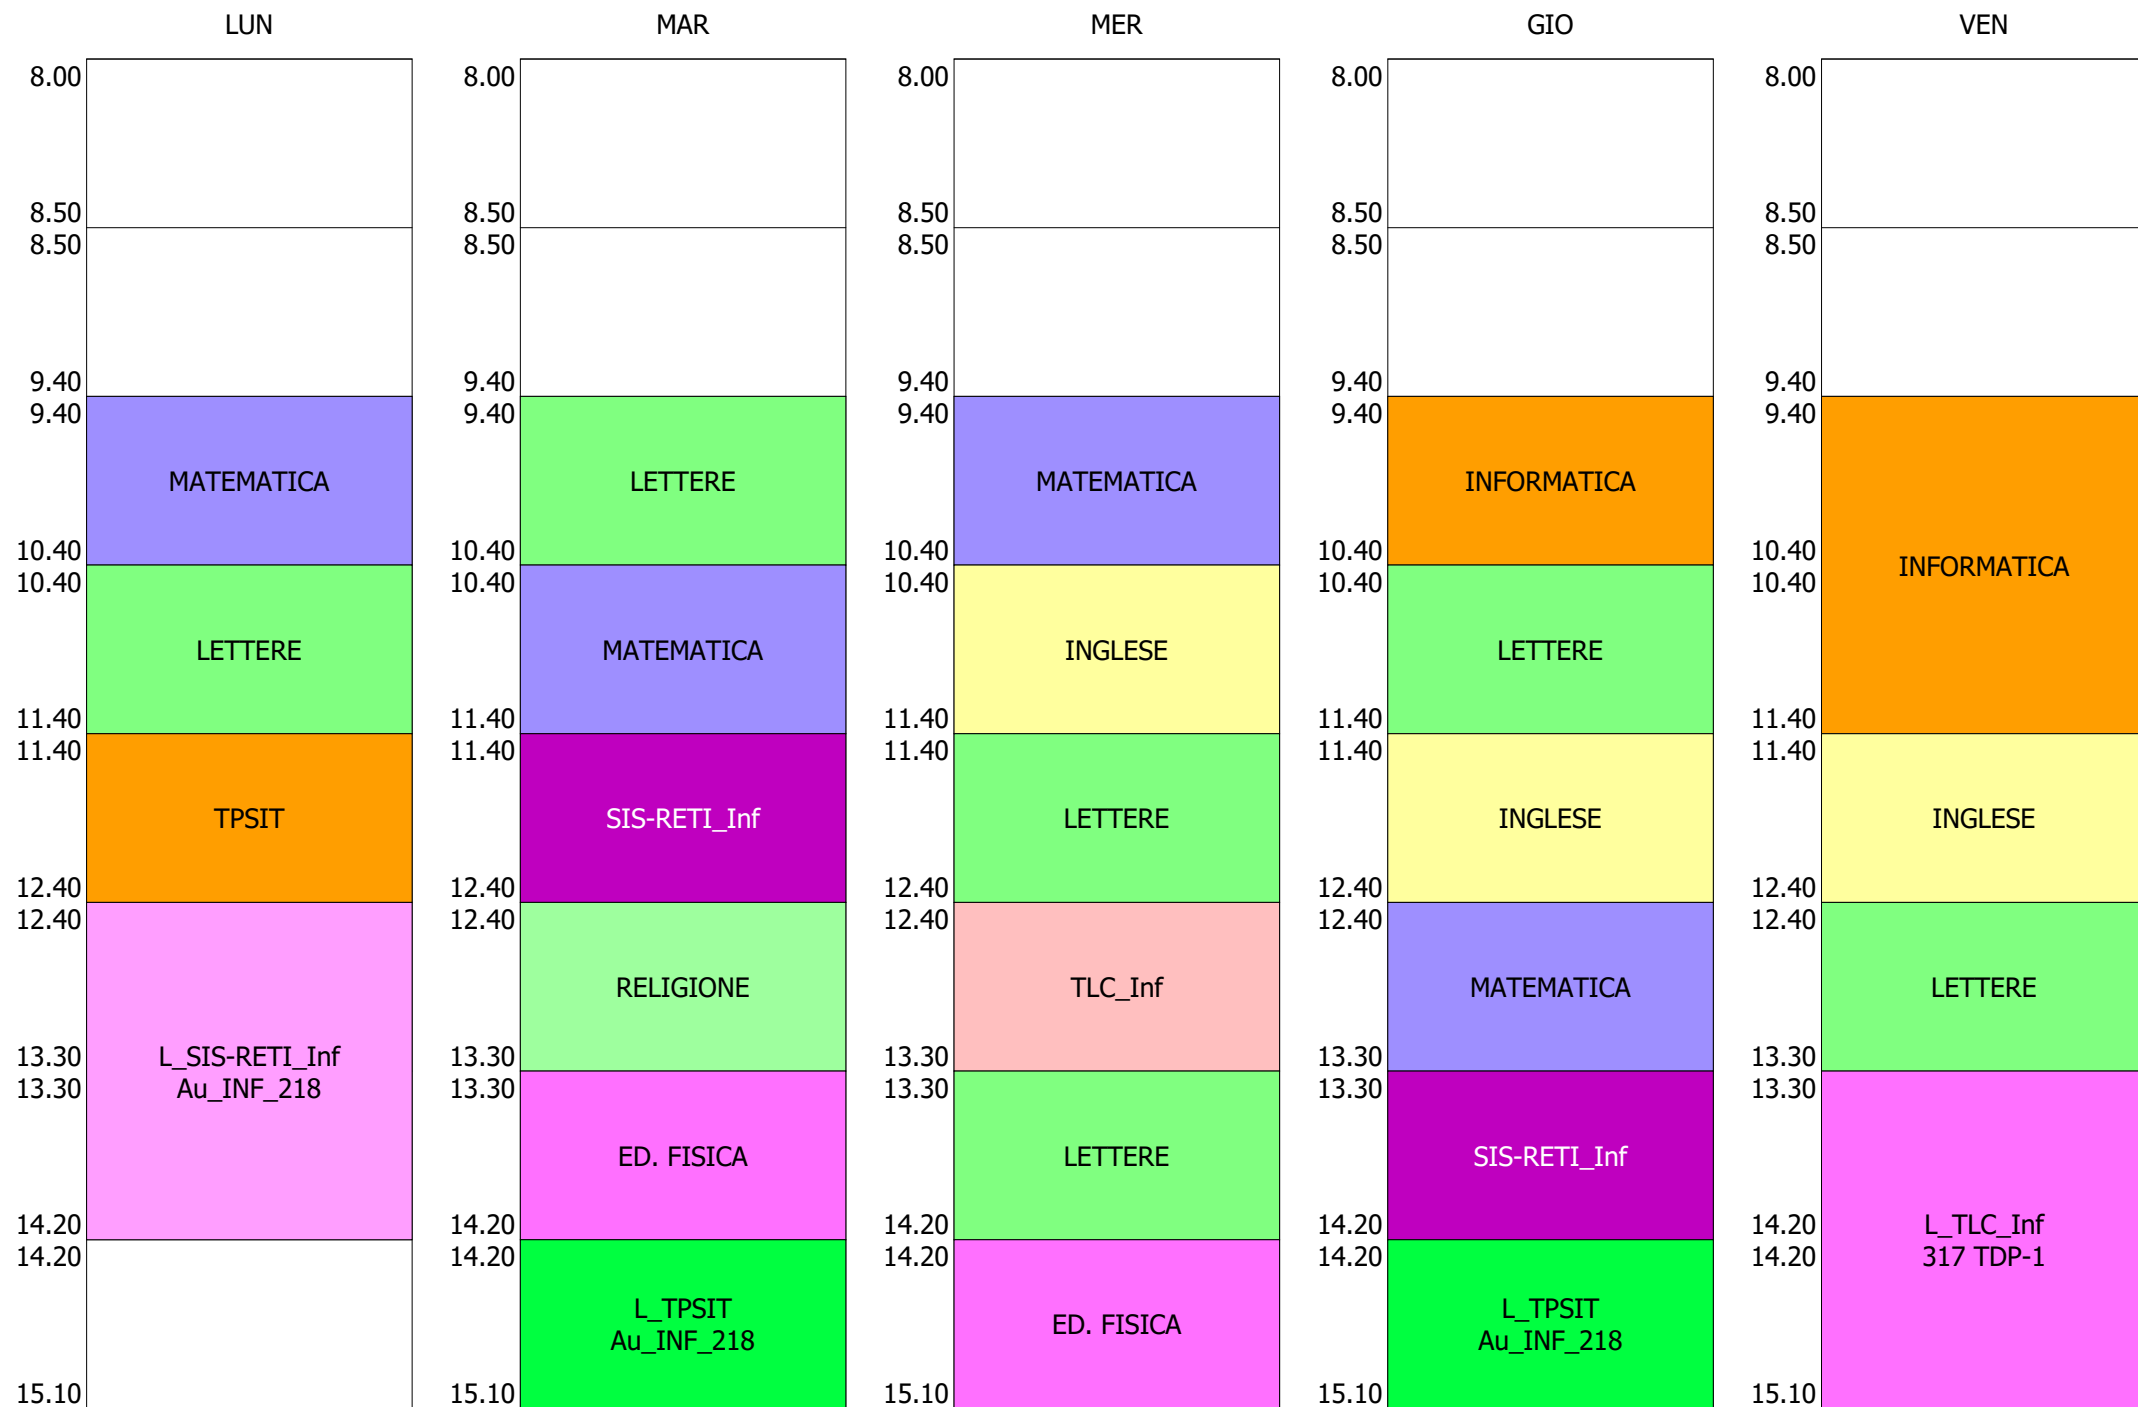 LUN
8.00
8.50
8.50
9.40
9.40
MATEMATICA
10.40
10.40
LETTERE
11.40
11.40
TPSIT
12.40
12.40
13.30
L_SIS-RETI_Inf
13.30
Au_INF_218
14.20
14.20
15.10
MAR
8.00
8.50
8.50
9.40
9.40
LETTERE
10.40
10.40
MATEMATICA
11.40
11.40
SIS-RETI_Inf
12.40
12.40
RELIGIONE
13.30
13.30
ED. FISICA
14.20
14.20
L_TPSIT
Au_INF_218
15.10
MER
8.00
8.50
8.50
9.40
9.40
MATEMATICA
10.40
10.40
INGLESE
11.40
11.40
LETTERE
12.40
12.40
TLC_Inf
13.30
13.30
LETTERE
14.20
14.20
ED. FISICA
15.10
GIO
8.00
8.50
8.50
9.40
9.40
INFORMATICA
10.40
10.40
LETTERE
11.40
11.40
INGLESE
12.40
12.40
MATEMATICA
13.30
13.30
SIS-RETI_Inf
14.20
14.20
L_TPSIT
Au_INF_218
15.10
VEN
8.00
8.50
8.50
9.40
9.40
10.40
INFORMATICA
10.40
11.40
11.40
INGLESE
12.40
12.40
LETTERE
13.30
13.30
14.20
L_TLC_Inf
14.20
317 TDP-1
15.10